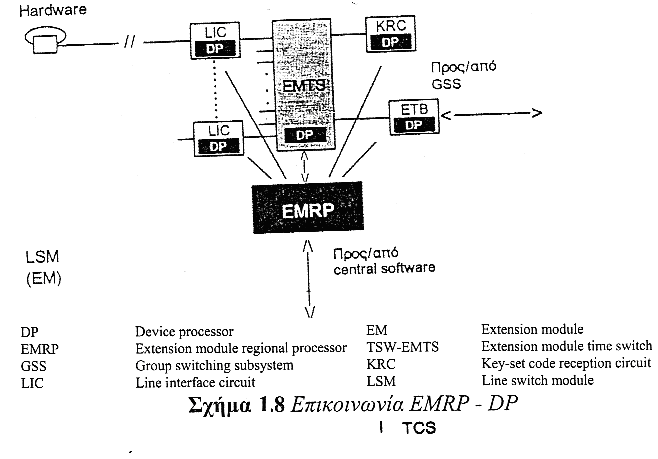 Hardware
//
LIC
DP
KRC
DP
EMTS
Προς/από
GSS
LIC
DP
DP
ETB
DP
EMRP
LSM
(EM)
Προς/από
central software
DP Device processor EM Extension module
EMRP Extension module regional processor TSW-EMTS Extension module time switch
GSS Group switching subsystem KRC Key-set code reception circuit
LIC Line interface circuit LSM Line switch module
Σχήμα 1.8 Επικοινωνία EMRP - DP
TCS